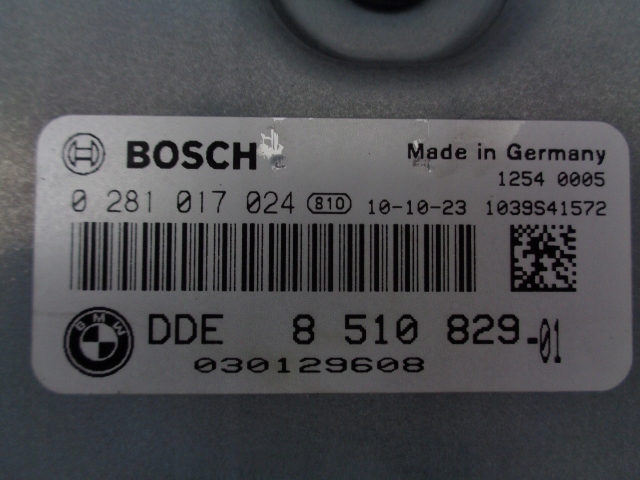 BOSCH
Made in Germany
1254 0005
0 281 017 024 810 10-10-23 1039S41572
BMW
DDE 8 510 829-01
030129608